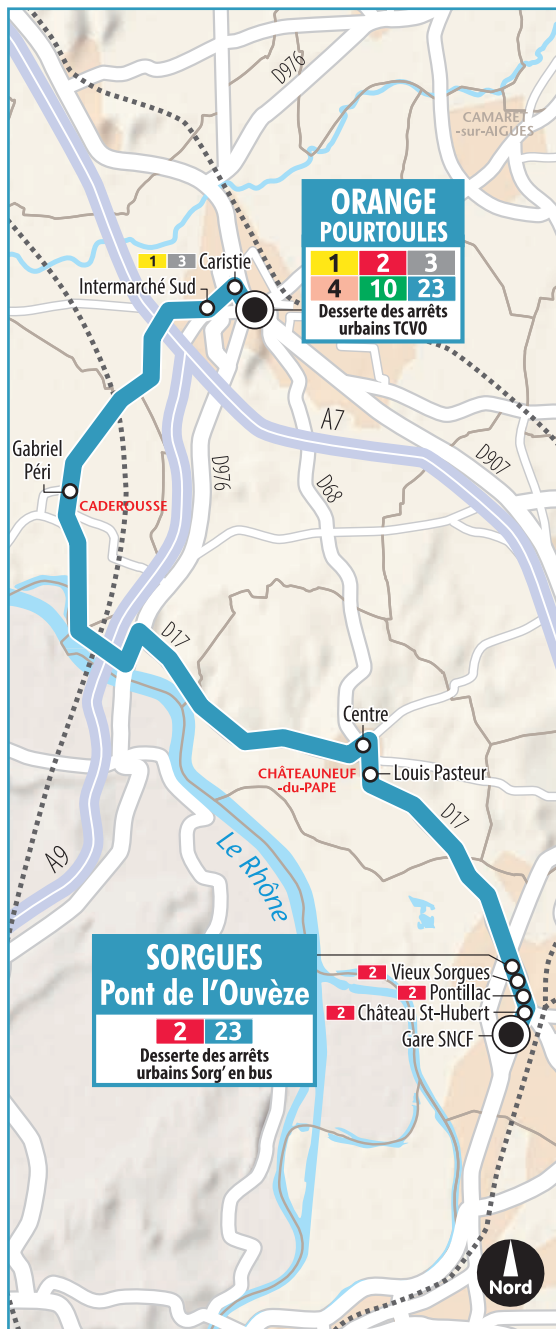 D976
CAMARET
-sur-AIGUES
ORANGE
POURTOULES
1 2 3
4 10 23
Desserte des arrêts
urbains TCVO
1 3 Caristie
Intermarché Sud
A7
D907
D976
D68
Gabriel
Péri
CADEROUSSE
D17
Centre
CHÂTEAUNEUF
-du-PAPE
Louis Pasteur
D17
A9
Le Rhône
SORGUES
Pont de l'Ouvèze
2 23
Desserte des arrêts
urbains Sorg' en bus
2 Vieux Sorgues
2 Pontillac
2 Château St-Hubert
Gare SNCF
Nord